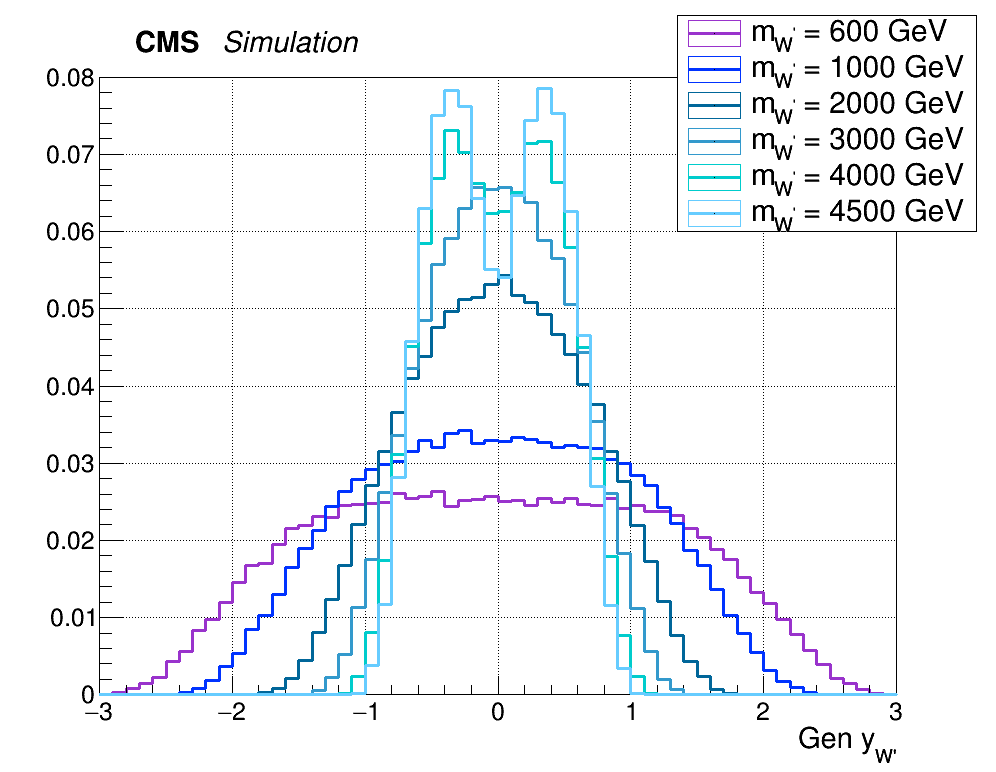 CMS Simulation
m_W' = 600 GeV
m_W' = 1000 GeV
m_W' = 2000 GeV
m_W' = 3000 GeV
m_W' = 4000 GeV
m_W' = 4500 GeV
0.08
0.07
0.06
0.05
0.04
0.03
0.02
0.01
0
−3 −2 −1 0 1 2 3
Gen y_W'